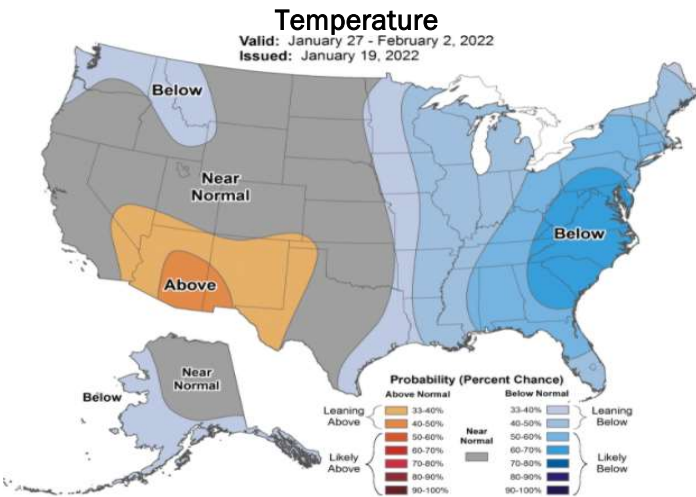 Temperature
Valid: January 27 - February 2, 2022
Issued: January 19, 2022
Below
Near
Normal
Above
Below
Near
Normal
Below
Probability (Percent Chance)
Above Normal
Below Normal
Leaning
Above
33-40%
40-50%
Likely
Above
50-60%
60-70%
70-80%
80-90%
90-100%
Near
Normal
33-40%
40-50%
Leaning
Below
50-60%
60-70%
70-80%
80-90%
90-100%
Likely
Below